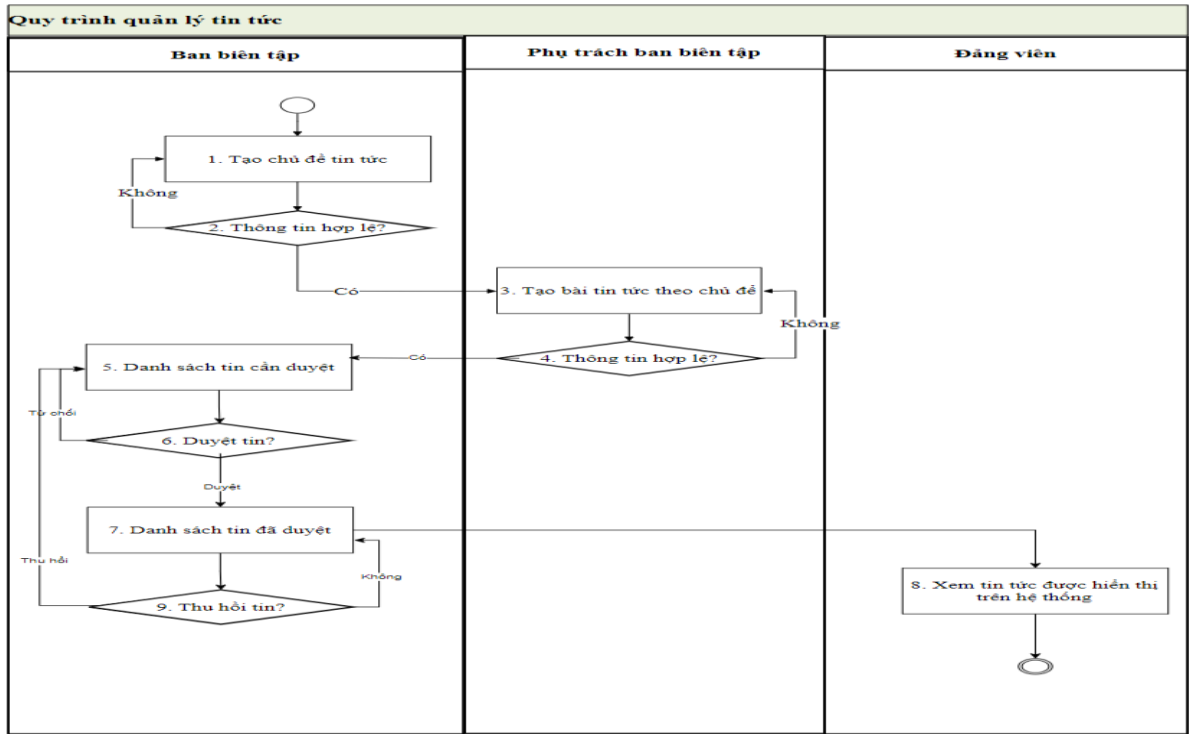 Quy trình quản lý tin tức
Ban biên tập
Phụ trách ban biên tập
Đảng viên
1. Tạo chủ đề tin tức
Không
2. Thông tin hợp lệ?
Có
3. Tạo bài tin tức theo chủ đề
Không
4. Thông tin hợp lệ?
Có
5. Danh sách tin cần duyệt
Từ chối
6. Duyệt tin?
Duyệt
7. Danh sách tin đã duyệt
Thu hồi
Không
8. Xem tin tức được hiển thị
trên hệ thống
9. Thu hồi tin?